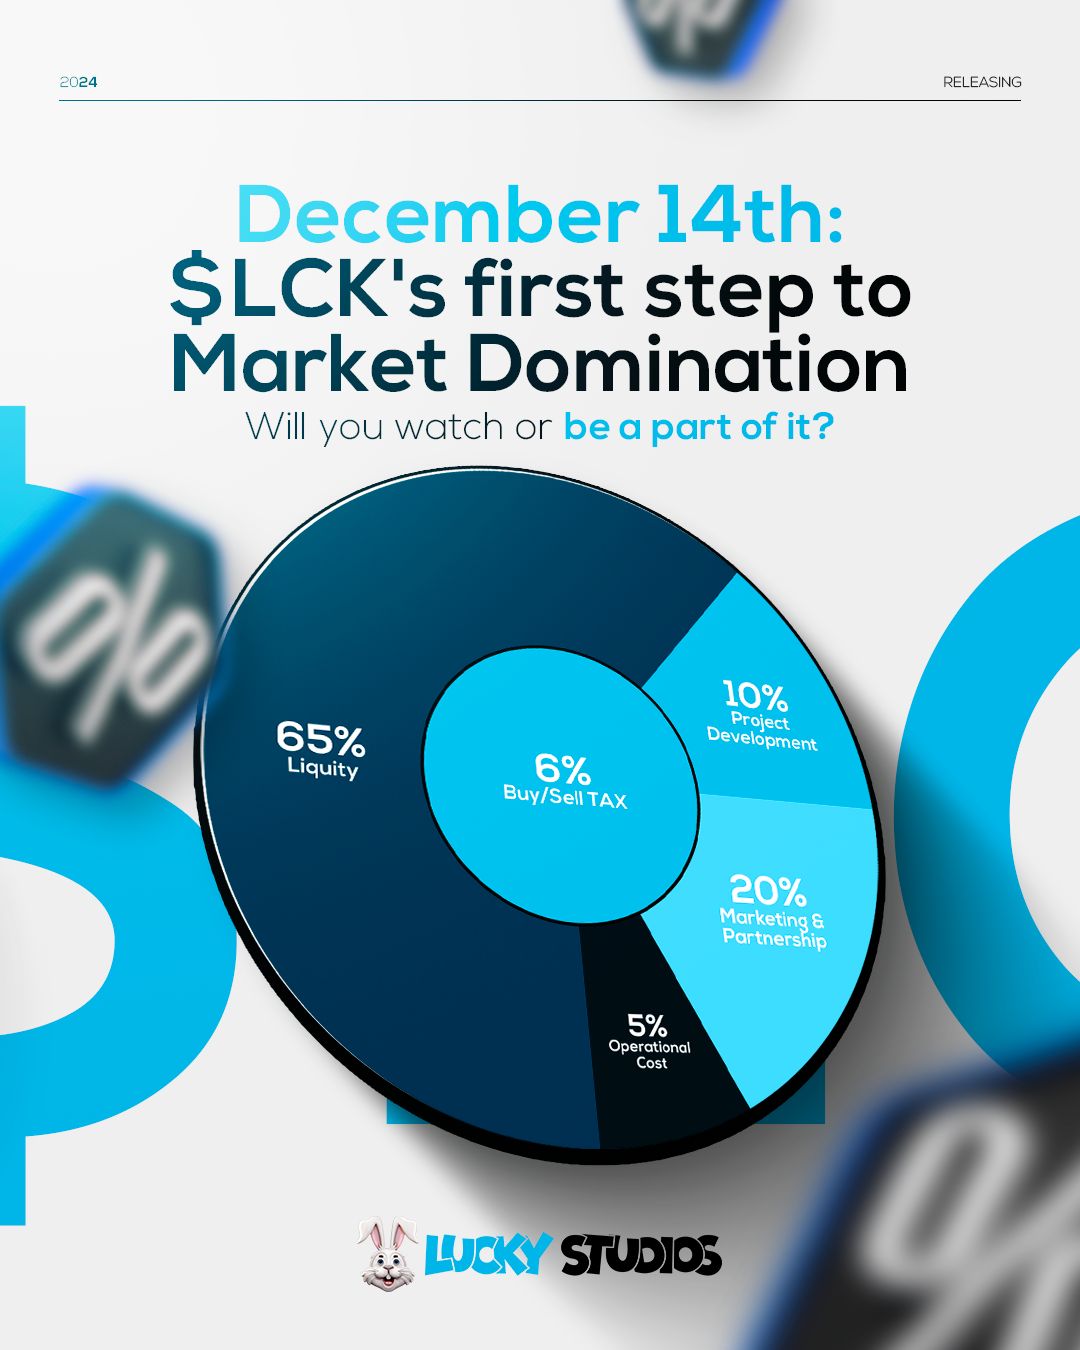 2024
RELEASING
December 14th:
$LCK's first step to
Market Domination
Will you watch or be a part of it?
%
%
10%
Project
Development
65%
Liquity
6%
Buy/Sell TAX
20%
Marketing &
Partnership
5%
Operational
Cost
%
LUCKY STUDIOS